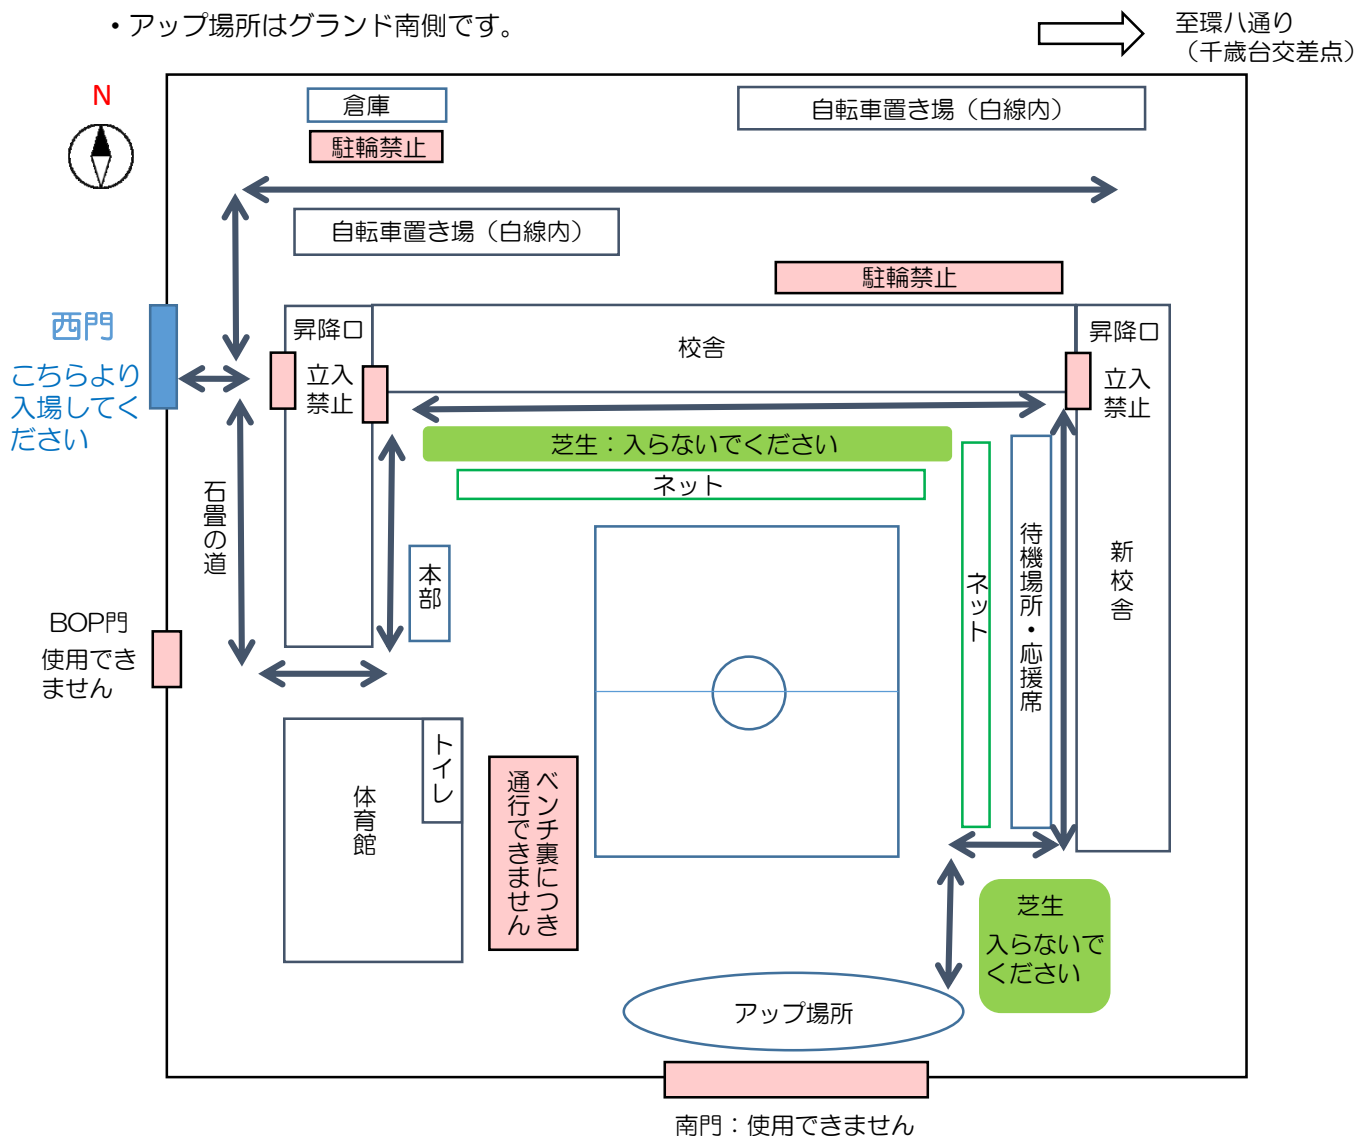 ・アップ場所はグランド南側です。
至環八通り
（千歳台交差点）
N
倉庫
自転車置き場（白線内）
駐輪禁止
自転車置き場（白線内）
駐輪禁止
西門
こちらより
入場してく
ださい
昇降口
立入
禁止
校舎
昇降口
立入
禁止
芝生：入らないでください
ネット
石畳の道
本部
ネット
待機場所・応援席
新校舎
BOP門
使用でき
ません
トイレ
体育館
ベンチ裏につき
通行できません
芝生
入らないで
ください
アップ場所
南門：使用できません